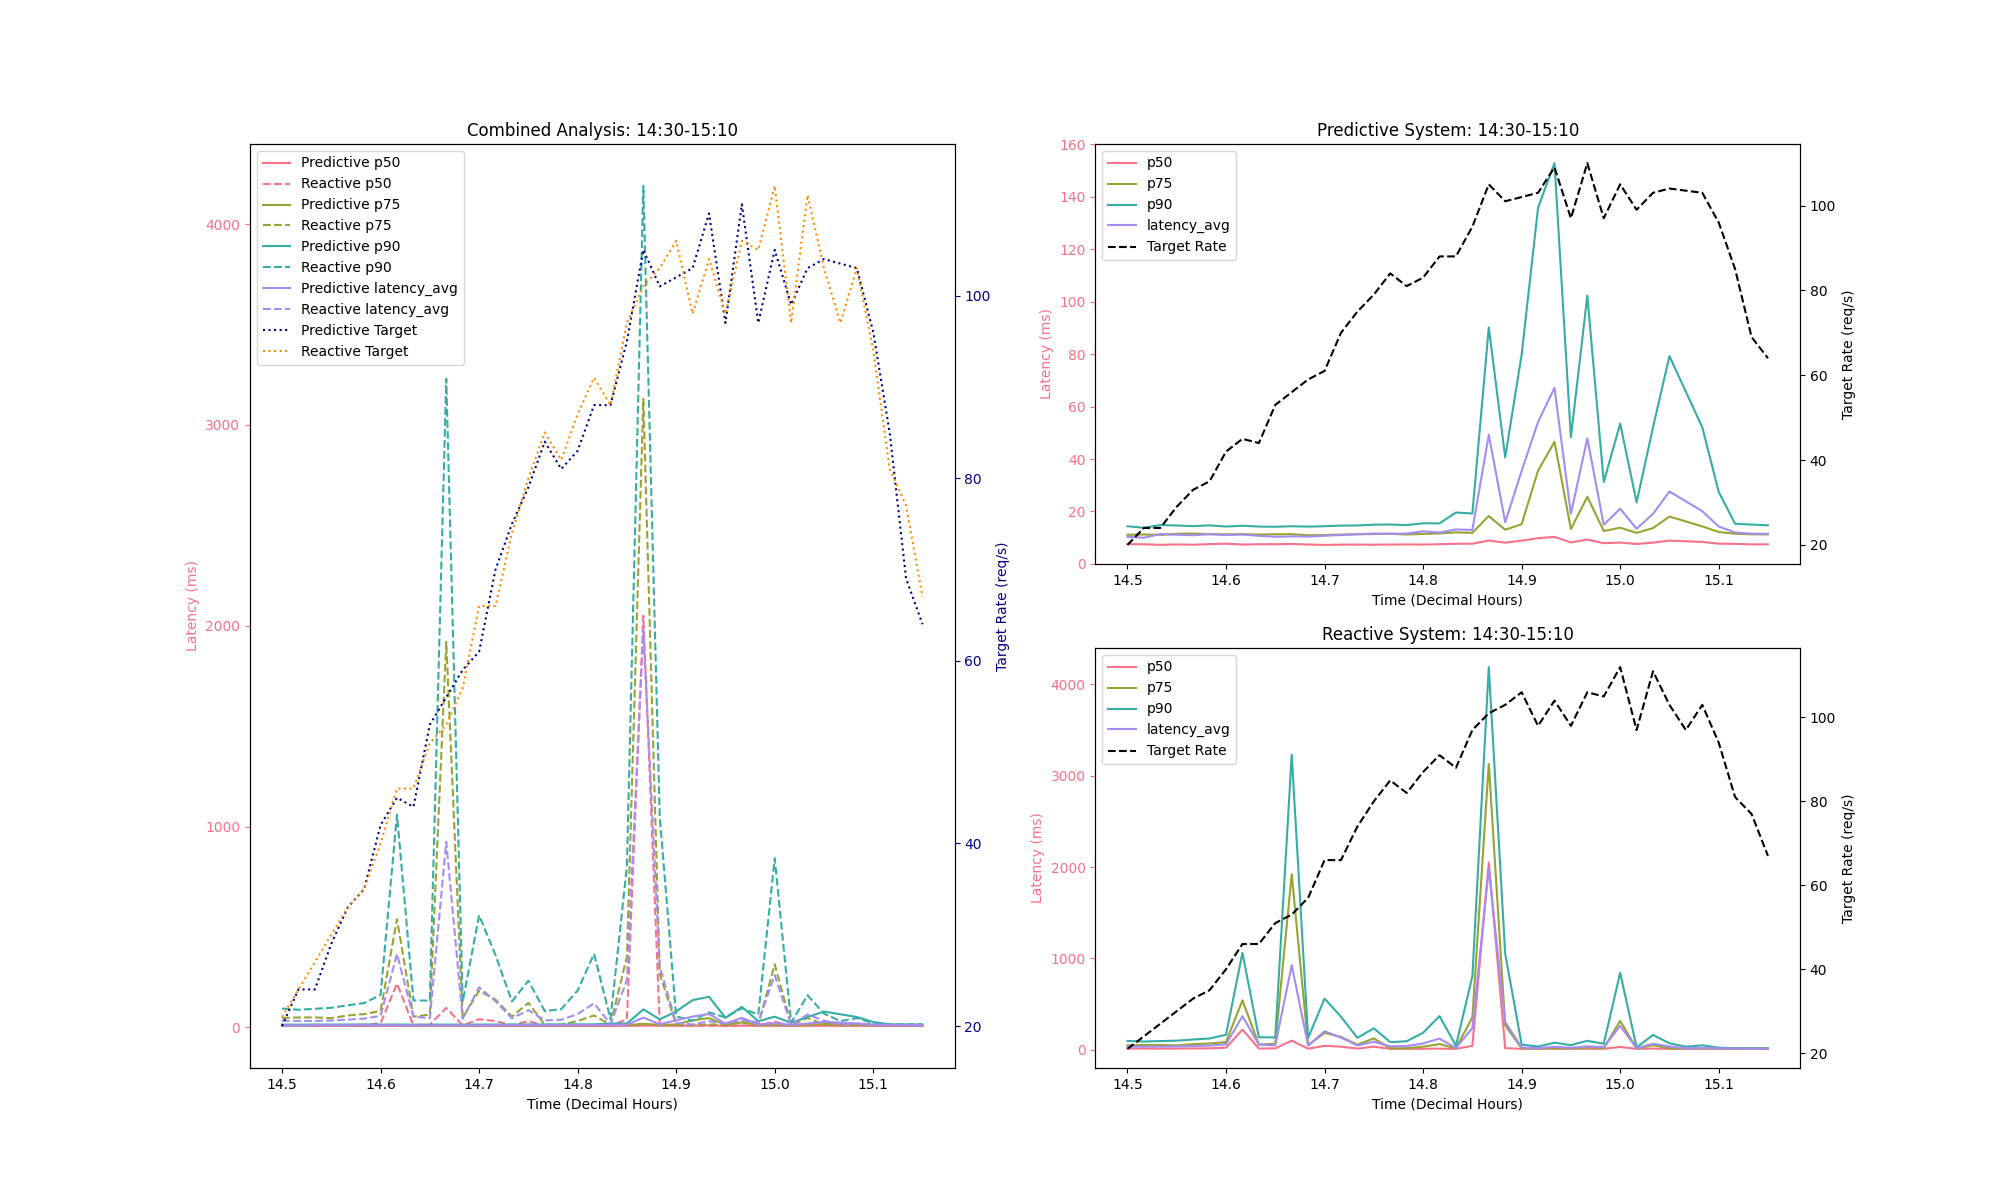 Combined Analysis: 14:30-15:10
Predictive p50
Reactive p50
Predictive p75
Reactive p75
Predictive p90
Reactive p90
Predictive latency_avg
Reactive latency_avg
Predictive Target
Reactive Target
4000
3000
2000
1000
0
Latency (ms)
100
80
60
40
20
Target Rate (req/s)
14.5 14.6 14.7 14.8 14.9 15.0 15.1
Time (Decimal Hours)
Predictive System: 14:30-15:10
p50
p75
p90
latency_avg
Target Rate
160
140
120
100
80
60
40
20
0
Latency (ms)
100
80
60
40
20
Target Rate (req/s)
14.5 14.6 14.7 14.8 14.9 15.0 15.1
Time (Decimal Hours)
Reactive System: 14:30-15:10
p50
p75
p90
latency_avg
Target Rate
4000
3000
2000
1000
0
Latency (ms)
100
80
60
40
20
Target Rate (req/s)
14.5 14.6 14.7 14.8 14.9 15.0 15.1
Time (Decimal Hours)